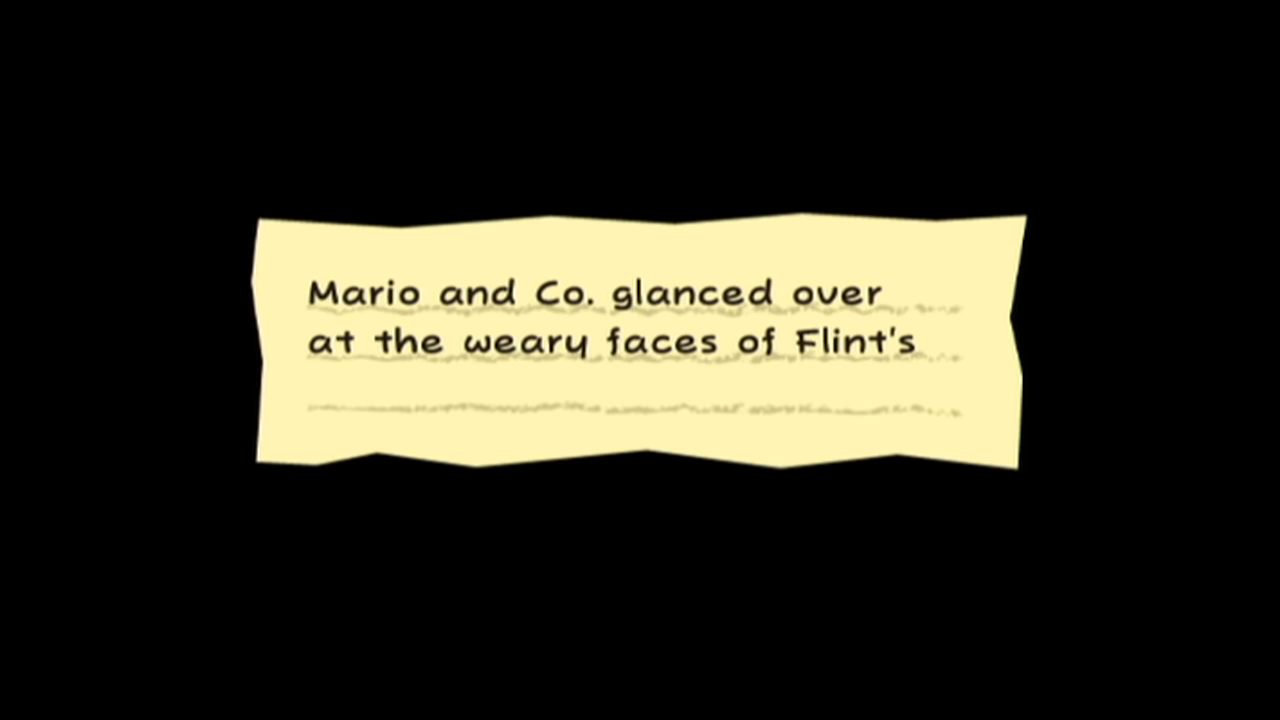 Mario and Co. glanced over
at the weary faces of Flint's